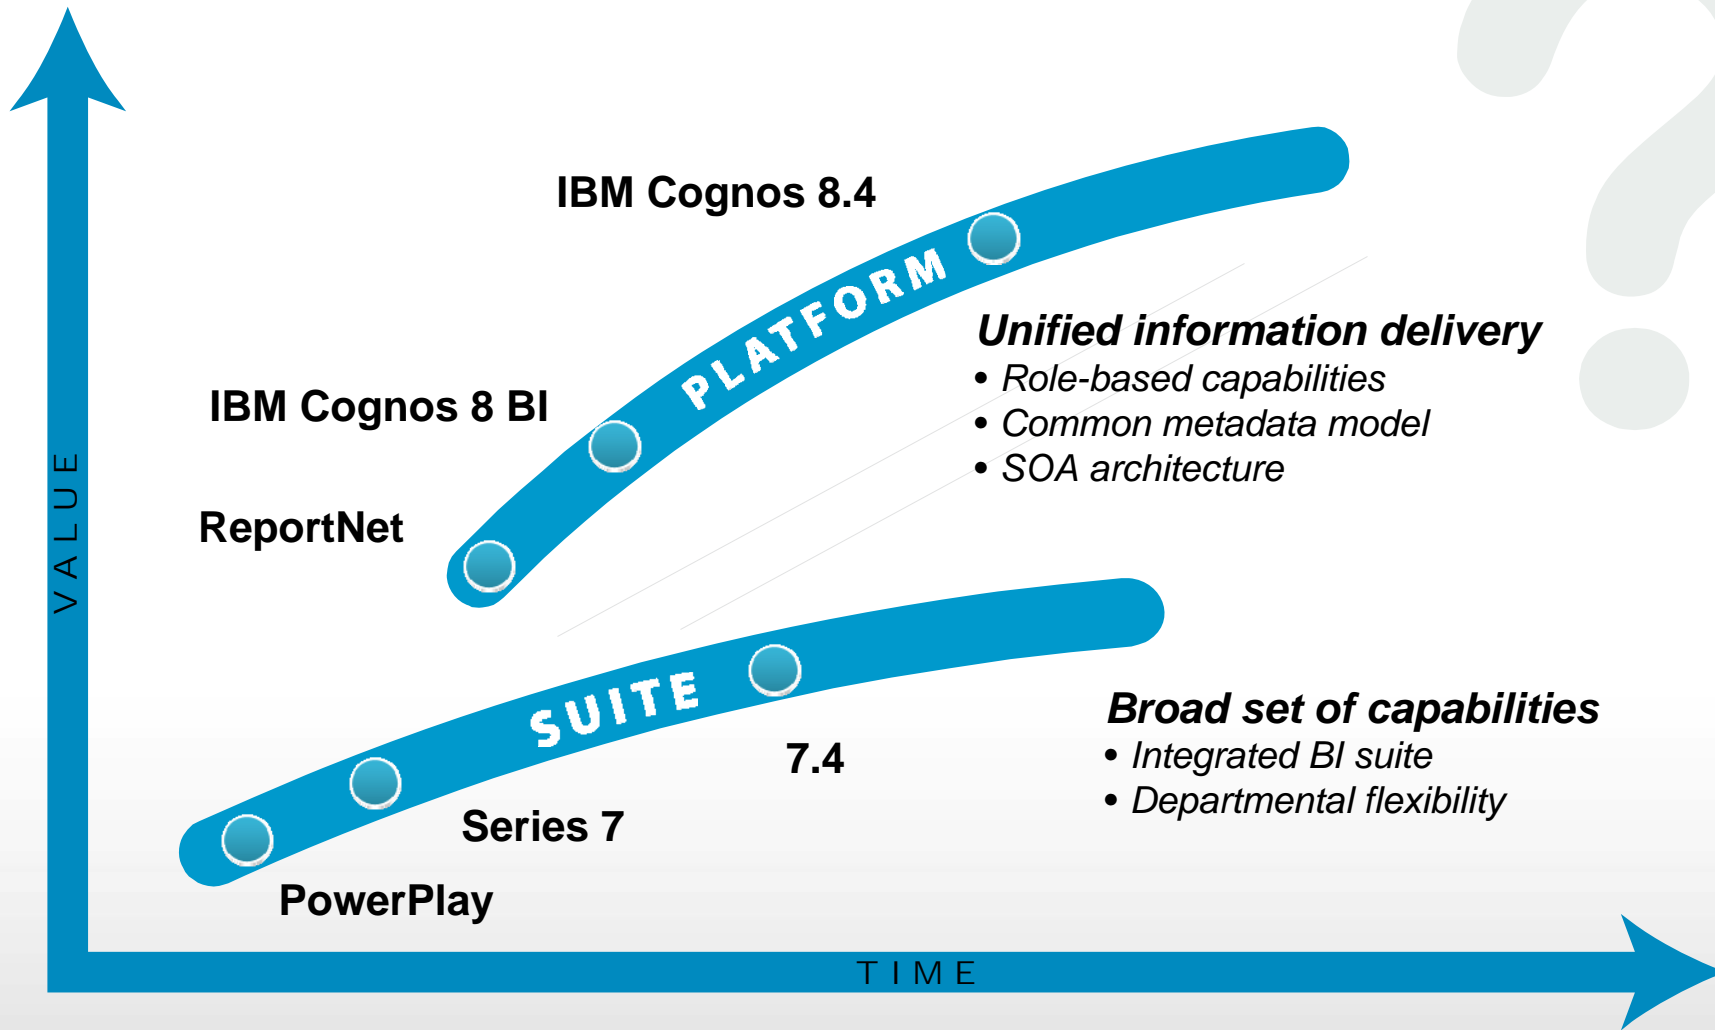 IBM Cognos 8.4
PLATFORM
Unified information delivery
• Role-based capabilities
• Common metadata model
• SOA architecture
IBM Cognos 8 BI
ReportNet
VALUE
SUITE
7.4
Broad set of capabilities
• Integrated BI suite
• Departmental flexibility
Series 7
PowerPlay
TIME
?